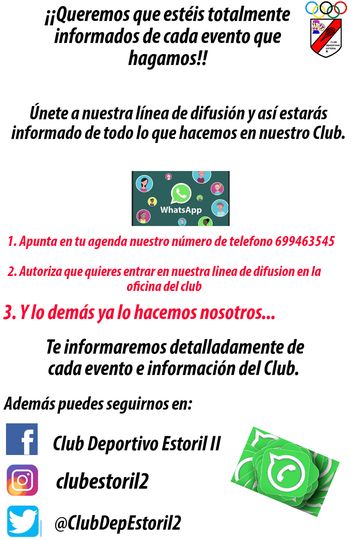 ¡¡Queremos que estéis totalmente
informados de cada evento que
hagamos!!
Únete a nuestra línea de difusión y así estarás
informado de todo lo que hacemos en nuestro Club.
WhatsApp
1. Apunta en tu agenda nuestro número de telefono 699463545
2. Autoriza que quieres entrar en nuestra linea de difusion en la
oficina del club
3. Y lo demás ya lo hacemos nosotros...
Te informaremos detalladamente de
cada evento e información del Club.
Además puedes seguirnos en:
Club Deportivo Estoril II
clubestoril2
@ClubDepEstoril2